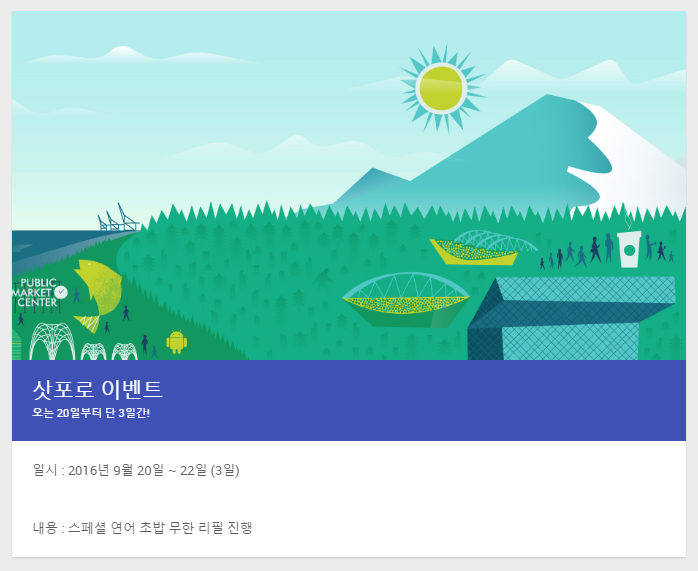 PUBLIC
MARKET
CENTER
삿포로 이벤트
오는 20일부터 단 3일간!
일시 : 2016년 9월 20일 ~ 22일 (3일)
내용 : 스페셜 연어 초밥 무한 리필 진행